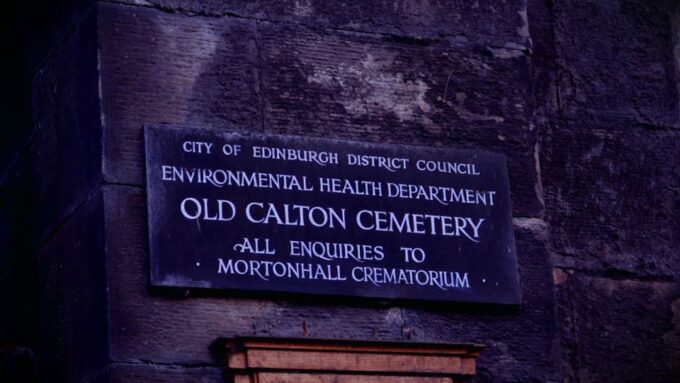 CITY OF EDINBURGH DISTRICT COUNCIL
ENVIRONMENTAL HEALTH DEPARTMENT
OLD CALTON CEMETERY
ALL ENQUIRIES TO
· MORTONHALL CREMATORIUM ·